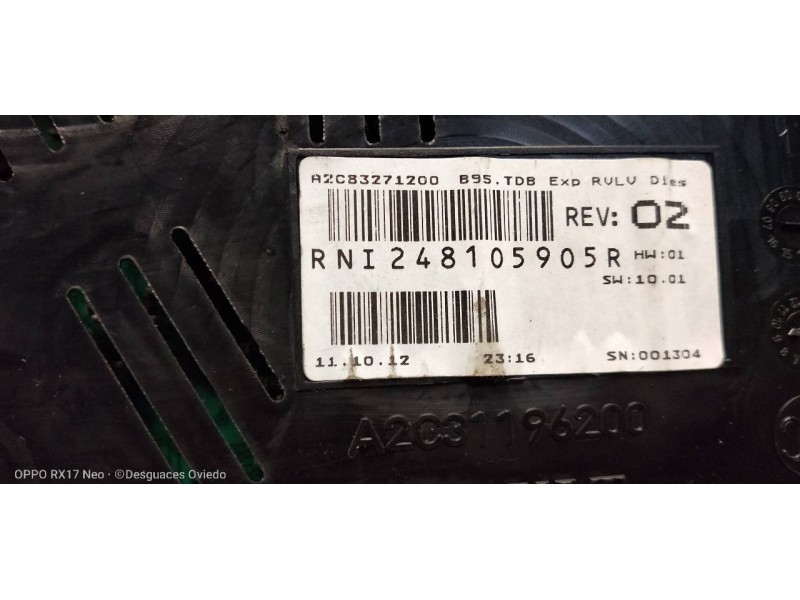 A2C83271200 B95.TDB Exp RVLV Dies
REV: 02
RNI248105905R HW:01
SW:10.01
11.10.12 23:16 SN:001304
A2C31196200
OPPO RX17 Neo · ©Desguaces Oviedo